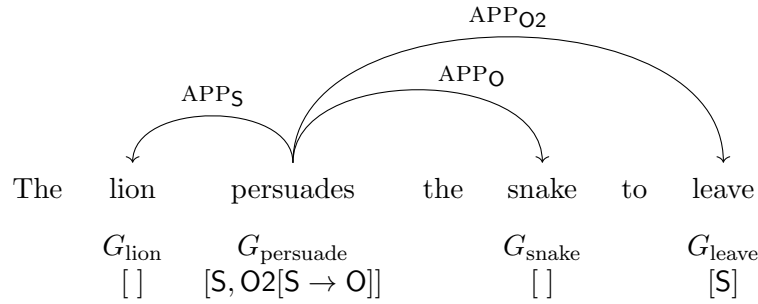 APP_O2
APP_O
APP_S
The lion persuades the snake to leave
G_lion G_persuade G_snake G_leave
[ ] [S, O2[S → O]] [ ] [S]